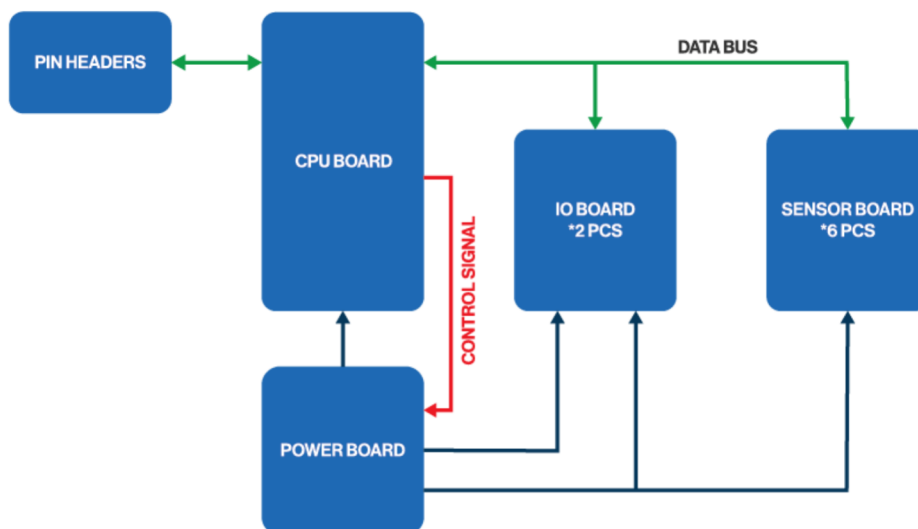 PIN HEADERS
CPU BOARD
DATA BUS
IO BOARD
*2 PCS
SENSOR BOARD
*6 PCS
CONTROL SIGNAL
POWER BOARD